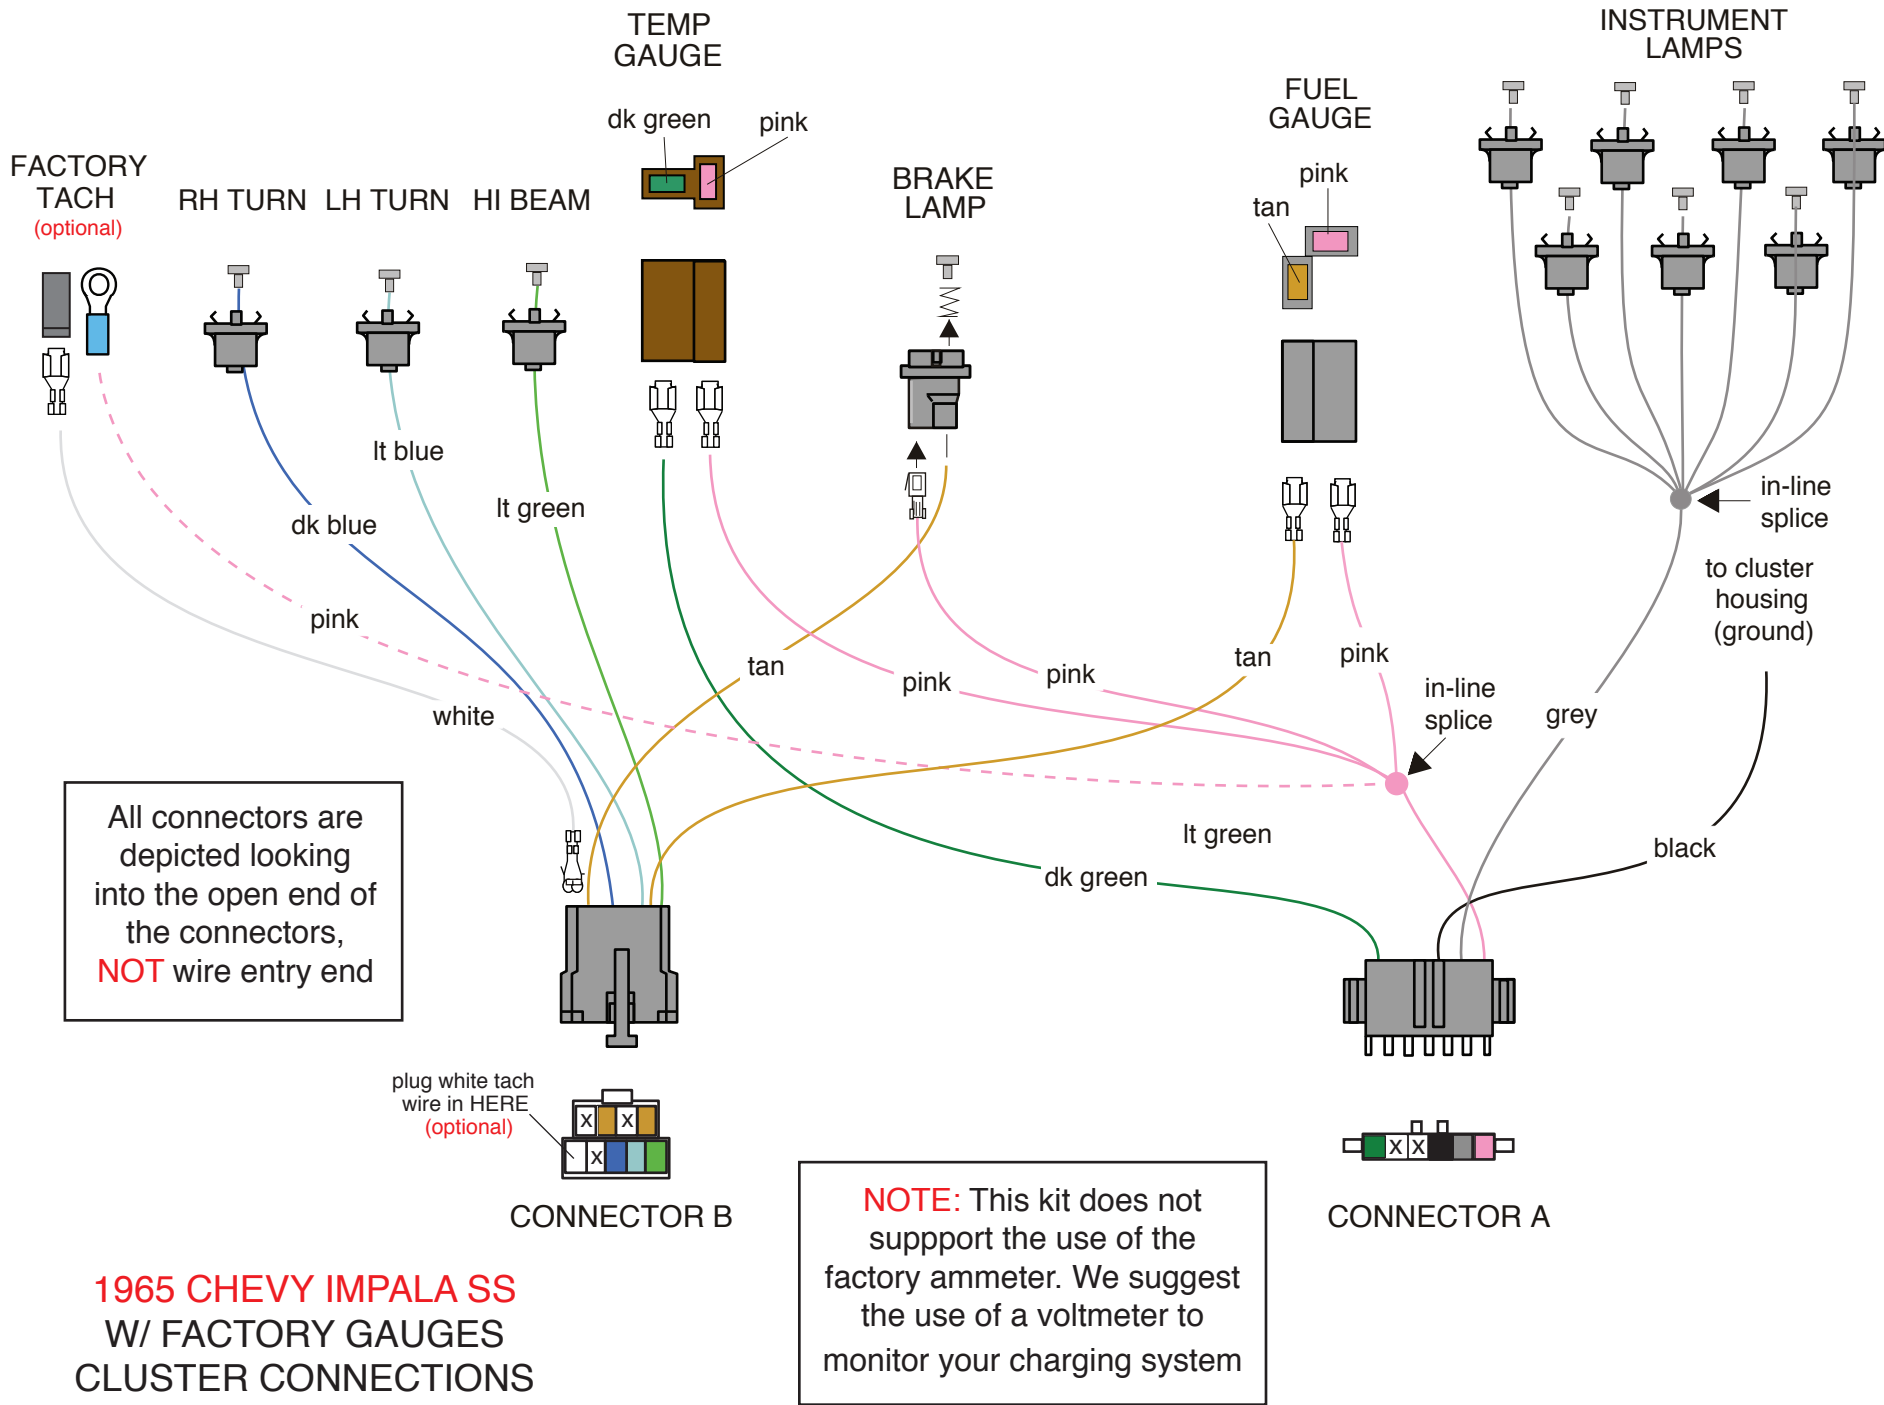 TEMP
GAUGE
INSTRUMENT
LAMPS
FUEL
GAUGE
dk green
pink
FACTORY
TACH
(optional)
RH TURN
LH TURN
HI BEAM
BRAKE
LAMP
pink
tan
lt blue
dk blue
lt green
in-line
splice
to cluster
housing
(ground)
pink
tan
pink
pink
tan
pink
white
in-line
splice
grey
lt green
black
dk green
All connectors are
depicted looking
into the open end of
the connectors,
NOT wire entry end
plug white tach
wire in HERE
(optional)
X
X
X
X
X
CONNECTOR B
CONNECTOR A
NOTE: This kit does not
suppport the use of the
factory ammeter. We suggest
the use of a voltmeter to
monitor your charging system
1965 CHEVY IMPALA SS
W/ FACTORY GAUGES
CLUSTER CONNECTIONS